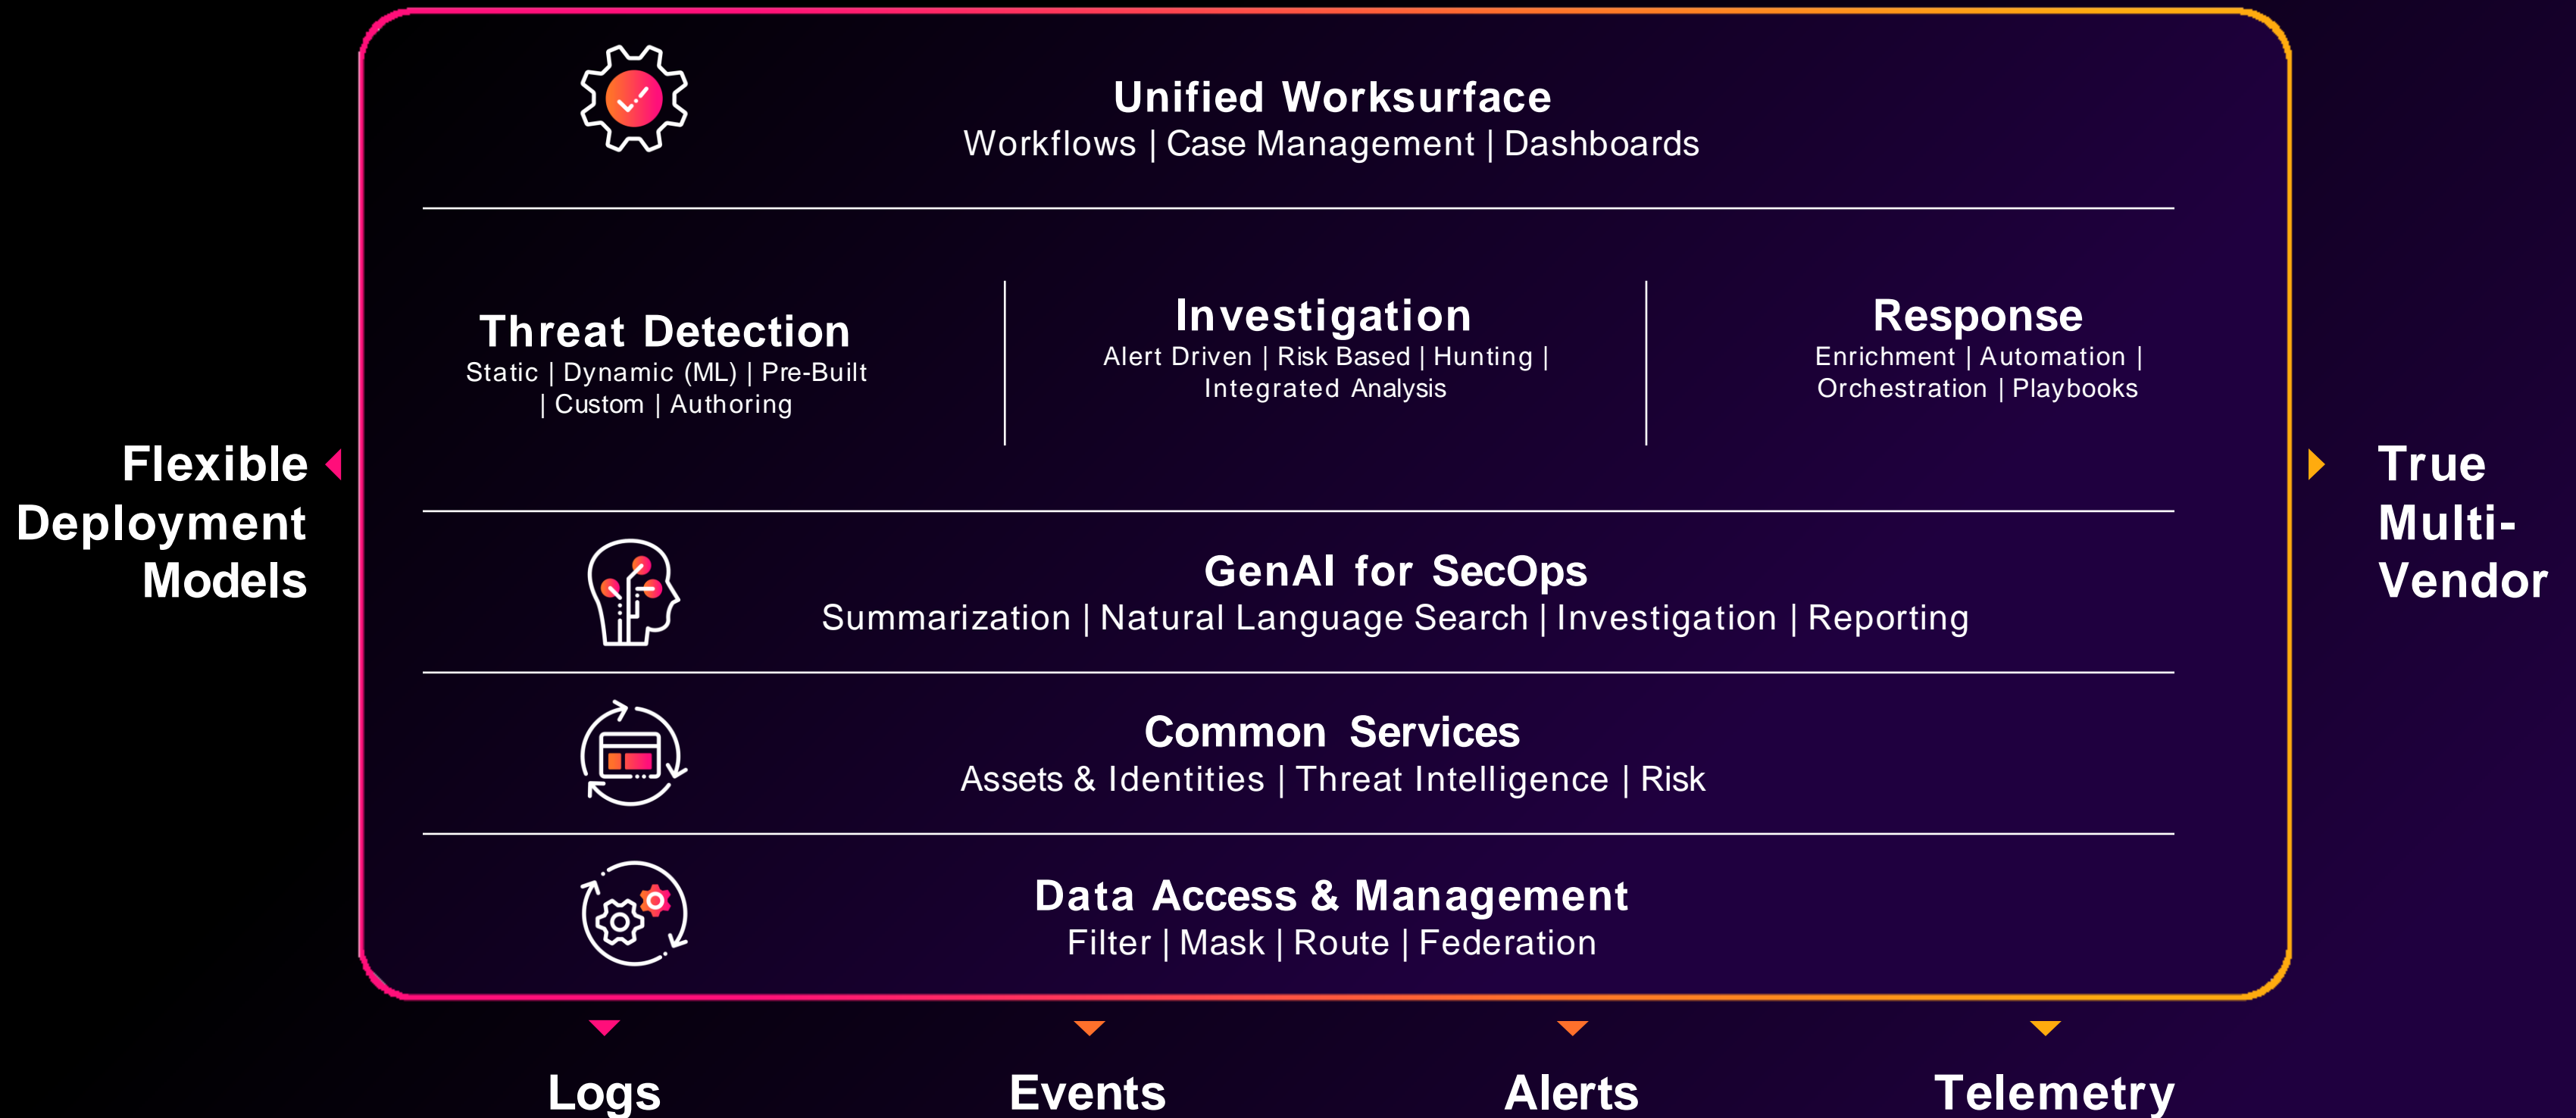 Unified Worksurface
Workflows | Case Management | Dashboards
Threat Detection
Static | Dynamic (ML) | Pre-Built
| Custom | Authoring
Investigation
Alert Driven | Risk Based | Hunting |
Integrated Analysis
Response
Enrichment | Automation |
Orchestration | Playbooks
Flexible
Deployment
Models
True
Multi-
Vendor
GenAI for SecOps
Summarization | Natural Language Search | Investigation | Reporting
Common Services
Assets & Identities | Threat Intelligence | Risk
Data Access & Management
Filter | Mask | Route | Federation
Logs
Events
Alerts
Telemetry